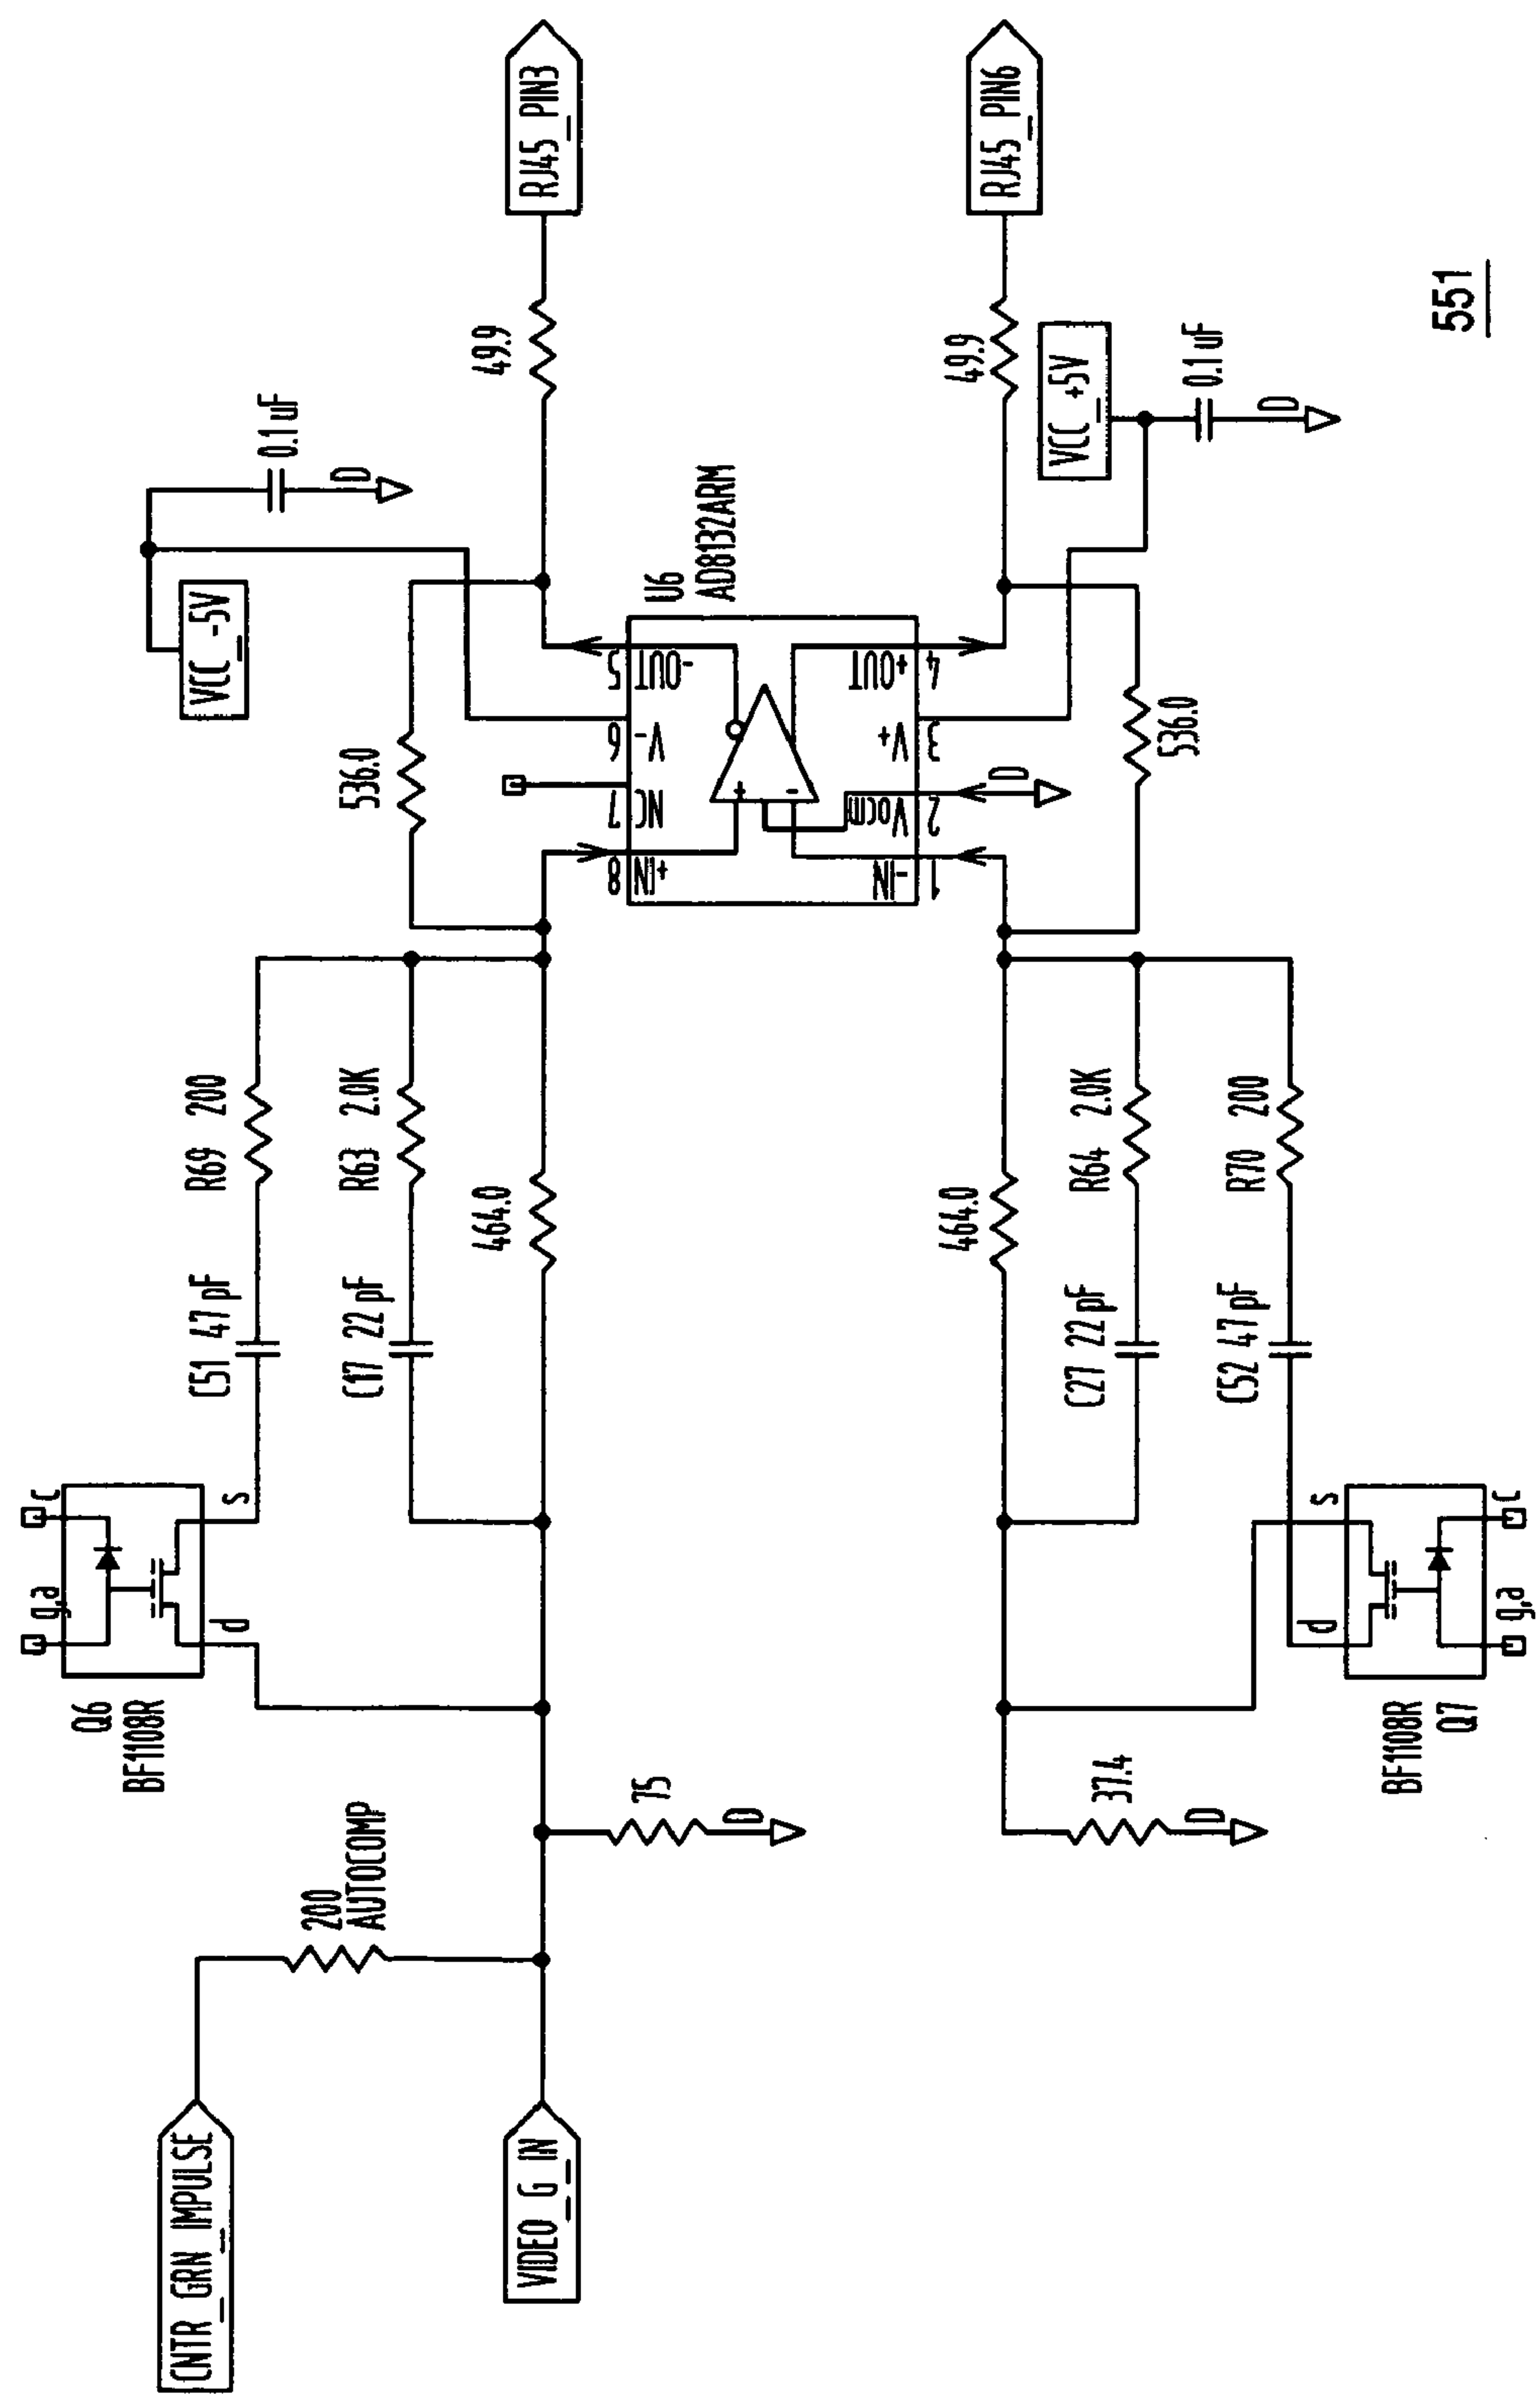 CNTR_GRN_IMPULSE
VIDEO_G_IN
200
AUTOCOMP
75
D
37.4
D
Q6
BF1108R
g,a
c
d
s
BF1108R
Q7
d
s
g,a
c
C51 47pF
R69 200
C17 22pF
R63 2.0K
464.0
464.0
C27 22pF
R64 2.0K
C52 47pF
R70 200
536.0
536.0
U6
AD8132ARM
8
+IN
7
NC
6
V-
5
-OUT
1
-IN
2
Vocm
3
V+
4
+OUT
D
VCC_-5V
0.1uF
D
VCC_+5V
0.1uF
D
49.9
49.9
RJ45_PIN3
RJ45_PIN6
551